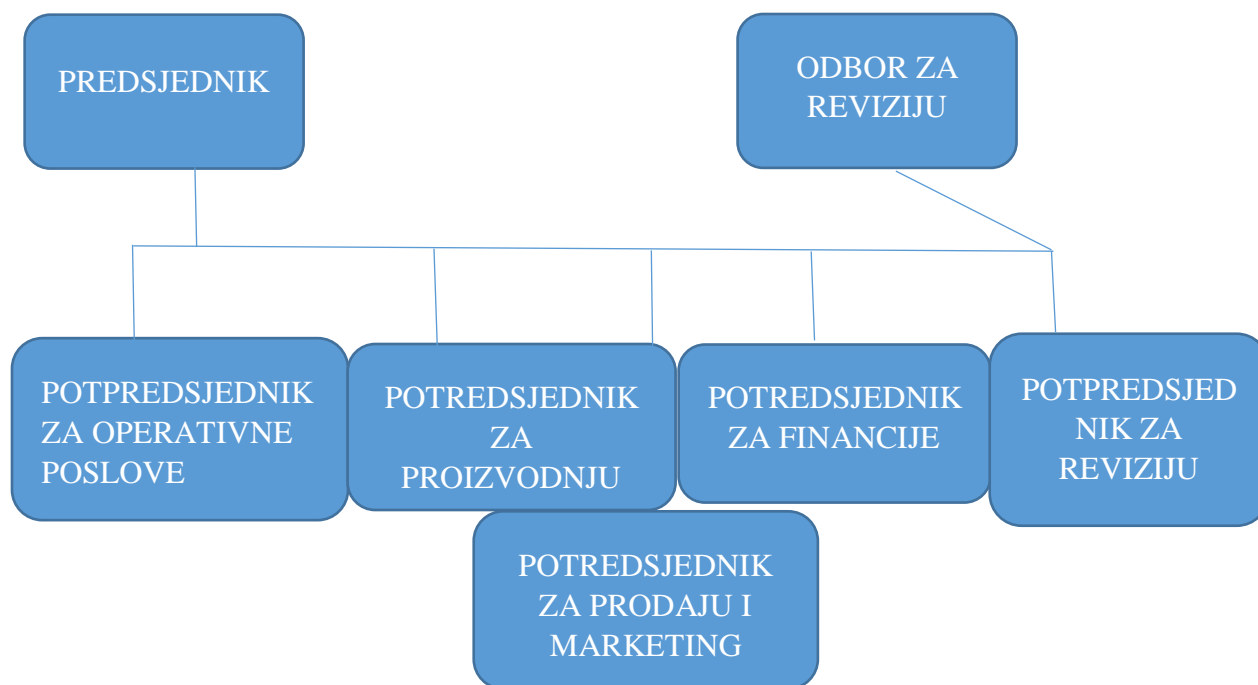 PREDSJEDNIK
ODBOR ZA
REVIZIJU
POTPREDSJEDNIK
ZA OPERATIVNE
POSLOVE
POTREDSJEDNIK
ZA
PROIZVODNJU
POTREDSJEDNIK
ZA FINANCIJE
POTPREDSJED
NIK ZA
REVIZIJU
POTREDSJEDNIK
ZA PRODAJU I
MARKETING